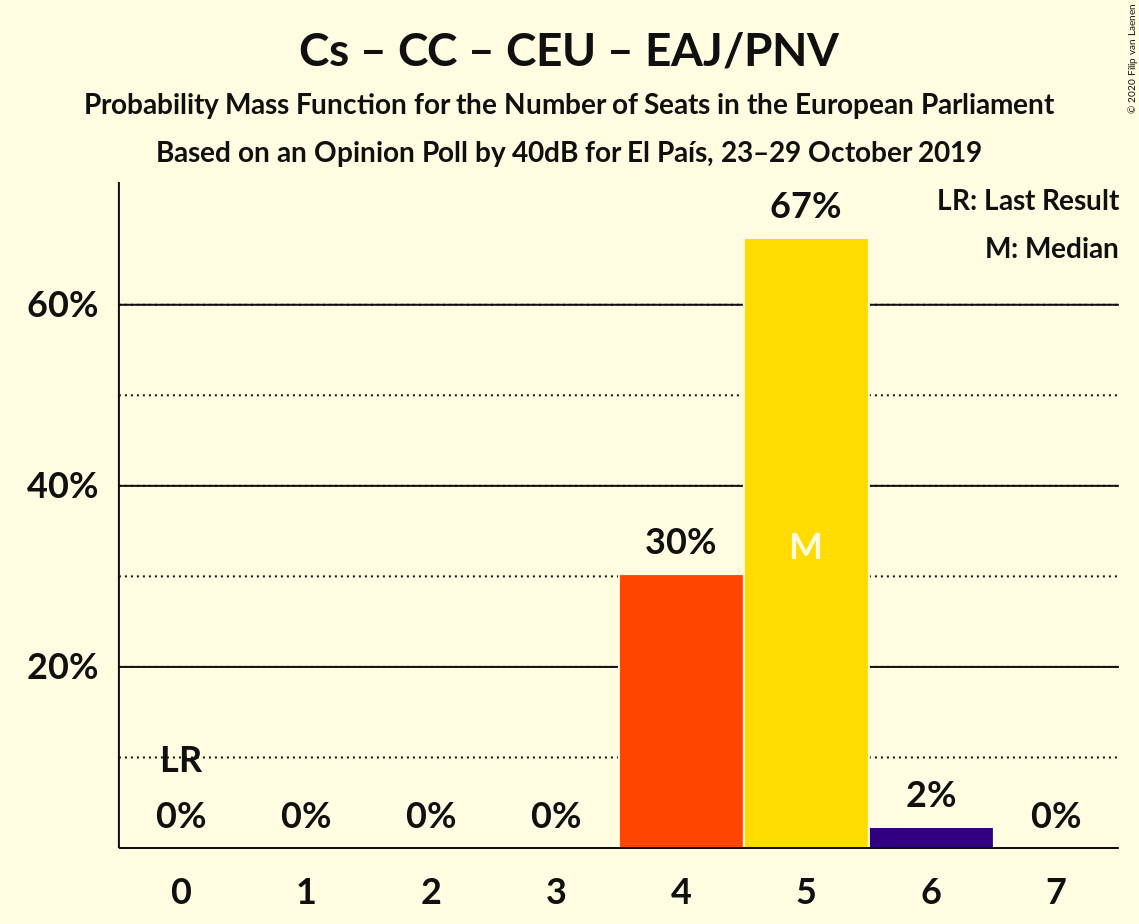 Cs – CC – CEU – EAJ/PNV
Probability Mass Function for the Number of Seats in the European Parliament
Based on an Opinion Poll by 40dB for El País, 23–29 October 2019
© 2020 Filip van Laenen
LR: Last Result
M: Median
67%
60%
40%
30%
M
20%
LR
0% 0% 0% 0% 2% 0%
0 1 2 3 4 5 6 7